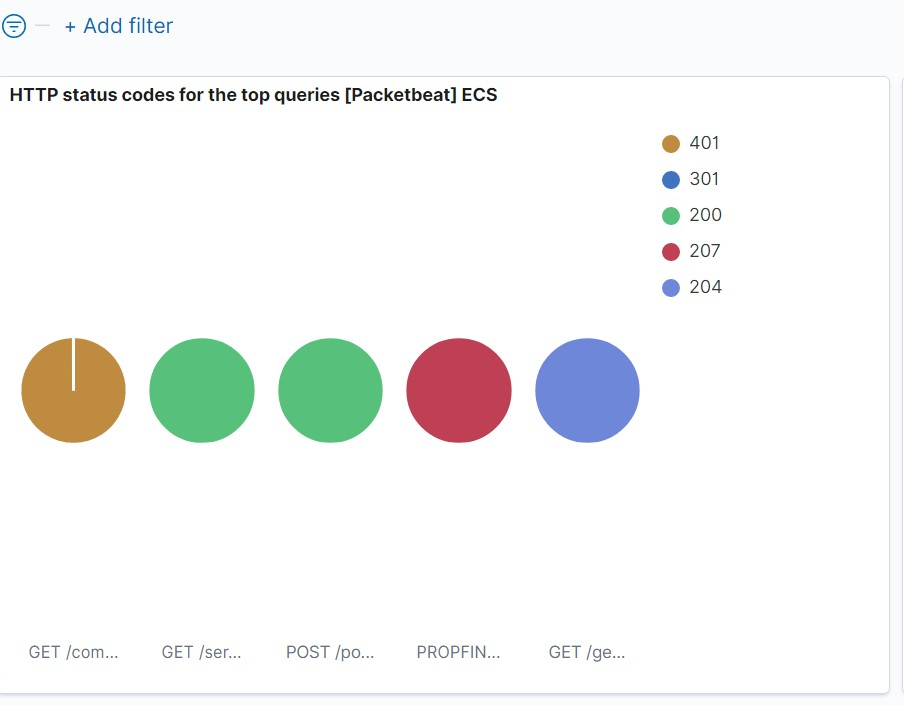 + Add filter
HTTP status codes for the top queries [Packetbeat] ECS
401
301
200
207
204
GET /com...
GET /ser...
POST /po...
PROPFIN...
GET /ge...